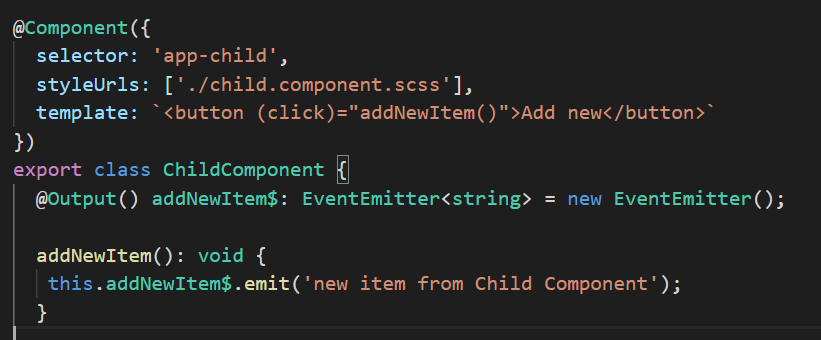 @Component({
  selector: 'app-child',
  styleUrls: ['./child.component.scss'],
  template: `<button (click)="addNewItem()">Add new</button>`
})
export class ChildComponent {
  @Output() addNewItem$: EventEmitter<string> = new EventEmitter();

  addNewItem(): void {
   this.addNewItem$.emit('new item from Child Component');
  }